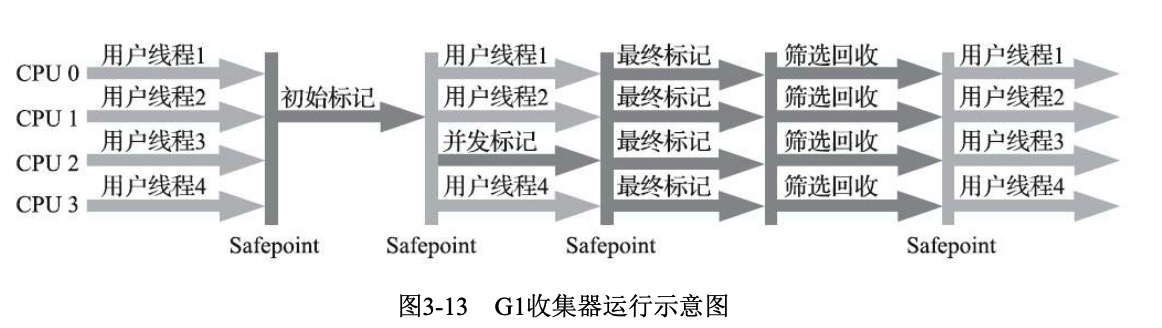 用户线程1 用户线程1 最终标记 筛选回收 用户线程1
CPU 0
用户线程2 初始标记 用户线程2 最终标记 筛选回收 用户线程2
CPU 1
用户线程3 并发标记 最终标记 筛选回收 用户线程3
CPU 2
用户线程4 用户线程4 最终标记 筛选回收 用户线程4
CPU 3
Safepoint Safepoint Safepoint Safepoint
图3-13 G1收集器运行示意图